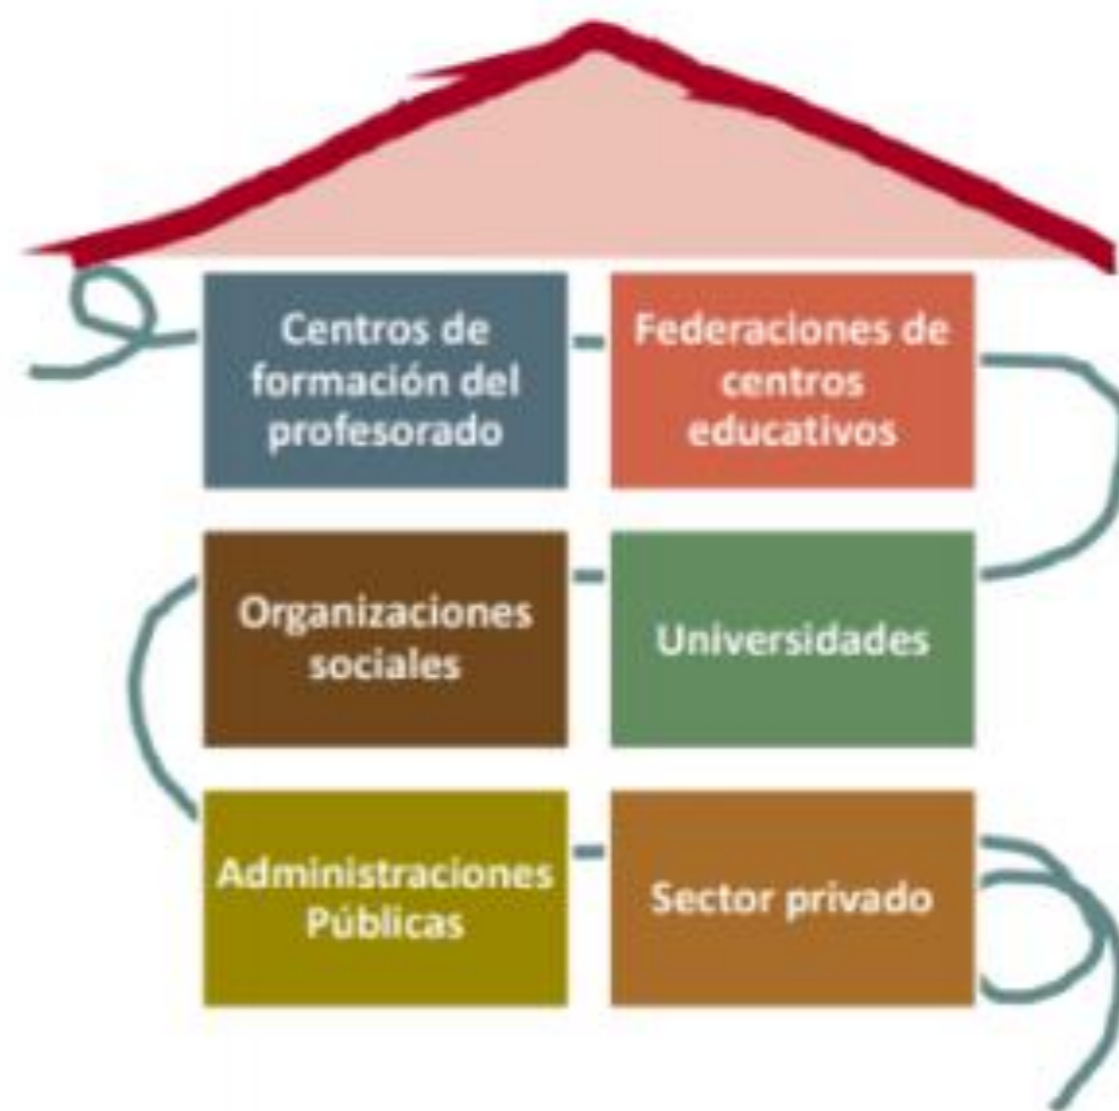 Centros de
formación del
profesorado
Federaciones de
centros
educativos
Organizaciones
sociales
Universidades
Administraciones
Públicas
Sector privado